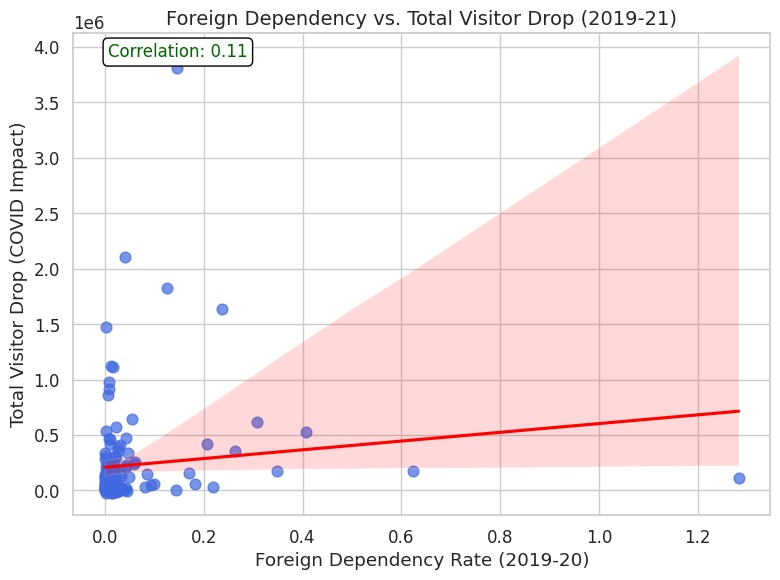 Foreign Dependency vs. Total Visitor Drop (2019-21)
1e6
Correlation: 0.11
Total Visitor Drop (COVID Impact)
4.0
3.5
3.0
2.5
2.0
1.5
1.0
0.5
0.0
0.0 0.2 0.4 0.6 0.8 1.0 1.2
Foreign Dependency Rate (2019-20)